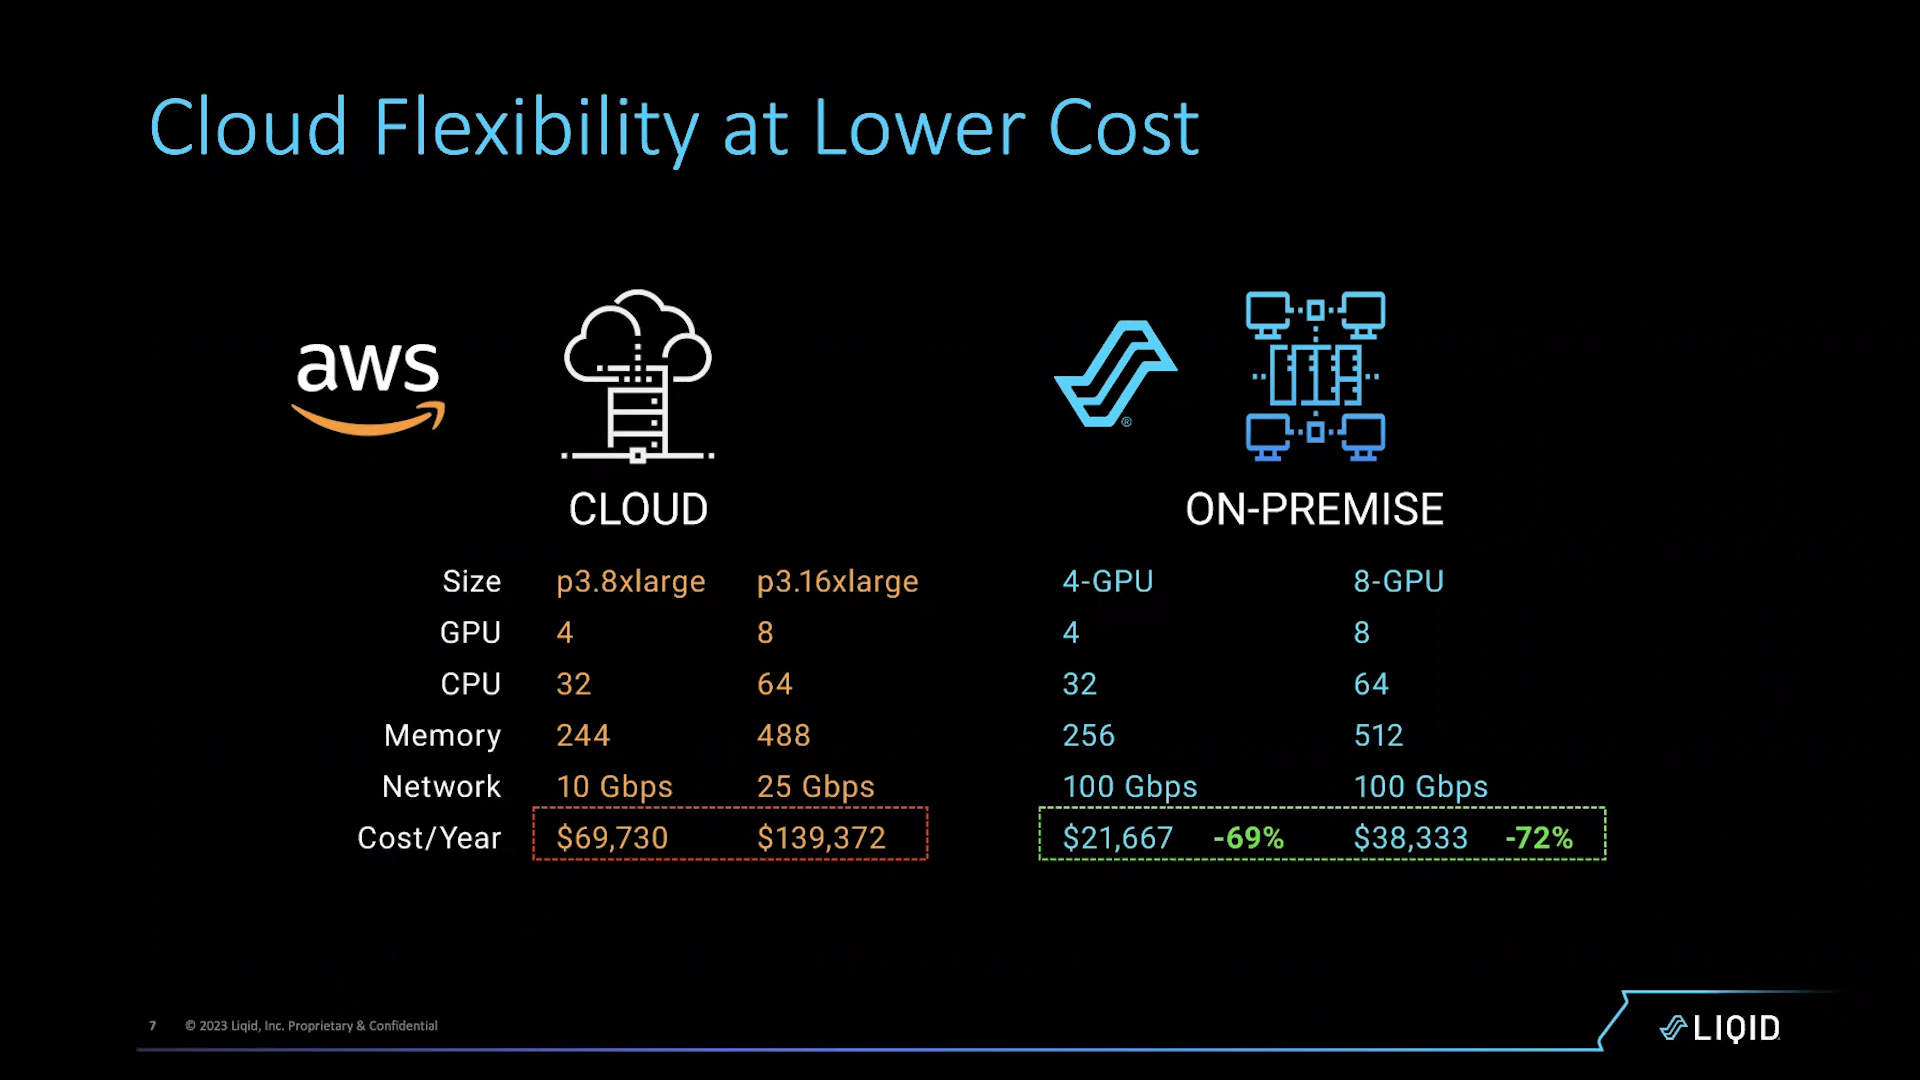 Cloud Flexibility at Lower Cost
aws
®
CLOUD
ON-PREMISE
Size p3.8xlarge p3.16xlarge 4-GPU 8-GPU
GPU 4 8 4 8
CPU 32 64 32 64
Memory 244 488 256 512
Network 10 Gbps 25 Gbps 100 Gbps 100 Gbps
Cost/Year $69,730 $139,372 $21,667 -69% $38,333 -72%
7 © 2023 Liqid, Inc. Proprietary & Confidential
LIQID